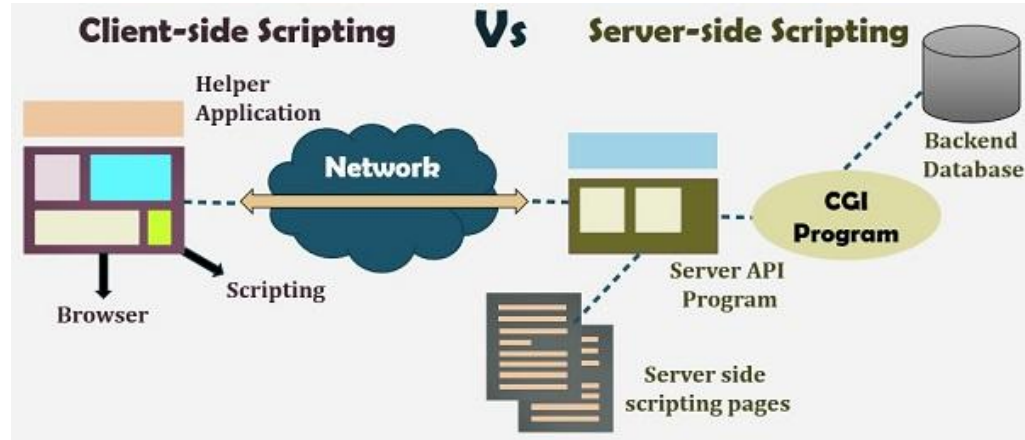 Client-side Scripting Vs Server-side Scripting
Helper
Application
Network
Browser
Scripting
Backend
Database
CGI
Program
Server API
Program
Server side
scripting pages